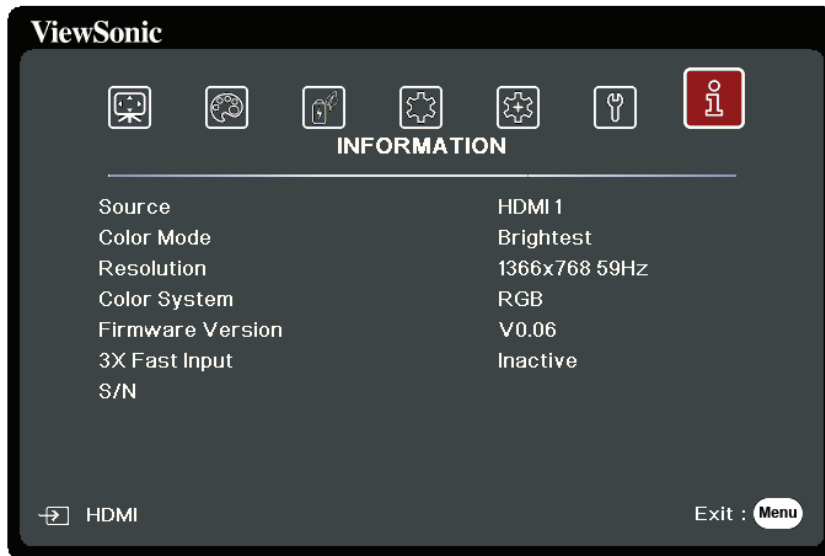 ViewSonic
INFORMATION
Source HDMI 1
Color Mode Brightest
Resolution 1366x768 59Hz
Color System RGB
Firmware Version V0.06
3X Fast Input Inactive
S/N
HDMI Exit : Menu